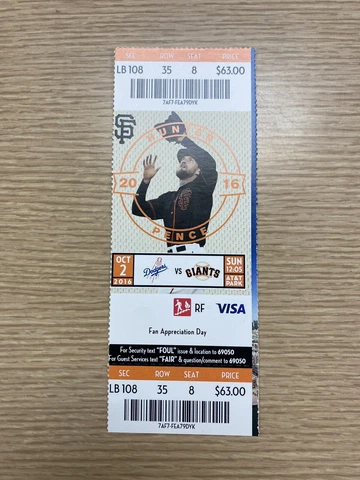 SEC ROW SEAT PRICE
LB 108 35 8 $63.00
7AF7-FEA79DYK
SF
HUNTER
2016
PENCE
OCT 2 2016
Dodgers VS GIANTS
SUN 12:05 AT&T PARK
RF VISA
Fan Appreciation Day
For Security text "FOUL" issue & location to 69050
For Guest Services text "FAIR" & question/comment to 69050
SEC ROW SEAT PRICE
LB 108 35 8 $63.00
7AF7-FEA79DYK